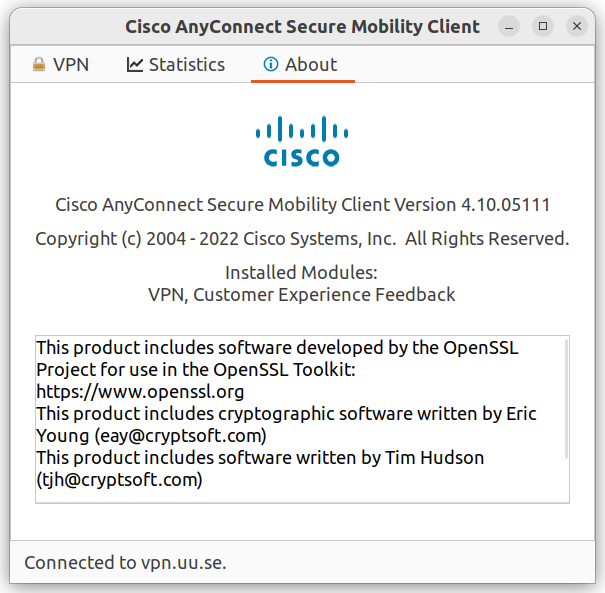 Cisco AnyConnect Secure Mobility Client
VPN
Statistics
About
CISCO
Cisco AnyConnect Secure Mobility Client Version 4.10.05111
Copyright (c) 2004 - 2022 Cisco Systems, Inc.  All Rights Reserved.
Installed Modules:
VPN, Customer Experience Feedback
This product includes software developed by the OpenSSL
Project for use in the OpenSSL Toolkit:
https://www.openssl.org
This product includes cryptographic software written by Eric
Young (eay@cryptsoft.com)
This product includes software written by Tim Hudson
(tjh@cryptsoft.com)
Connected to vpn.uu.se.